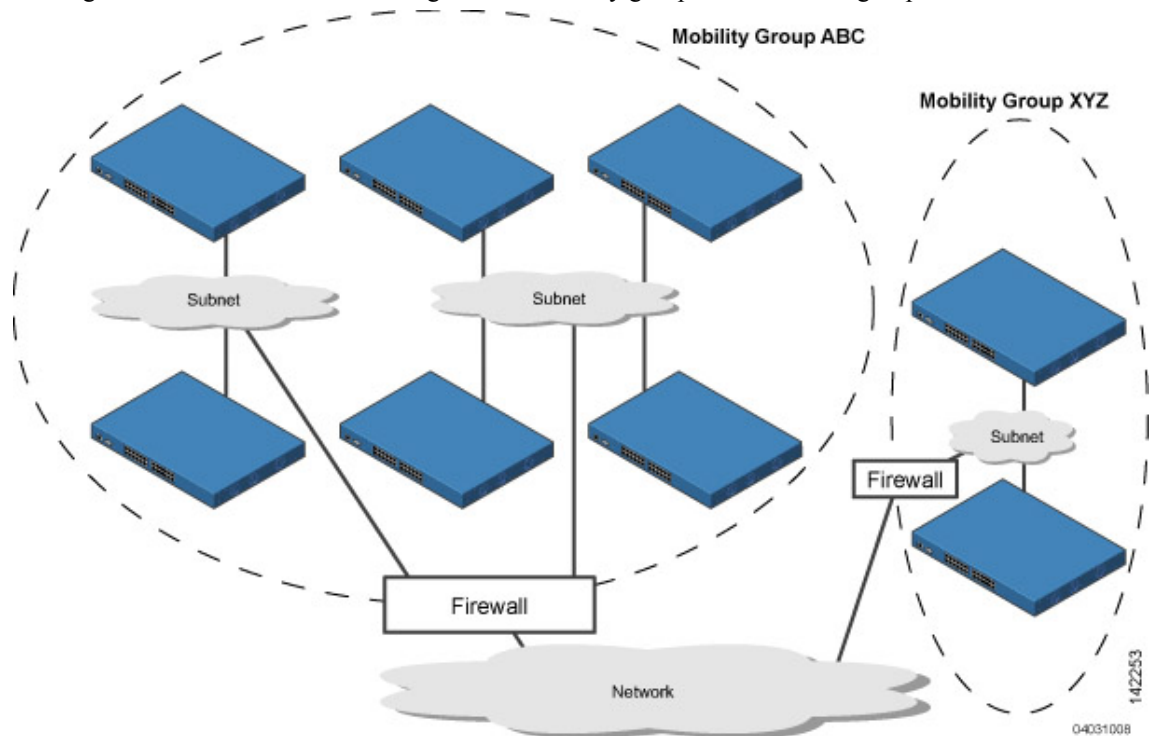 Mobility Group ABC
Mobility Group XYZ
Subnet
Subnet
Subnet
Firewall
Firewall
Network
142253
04031008